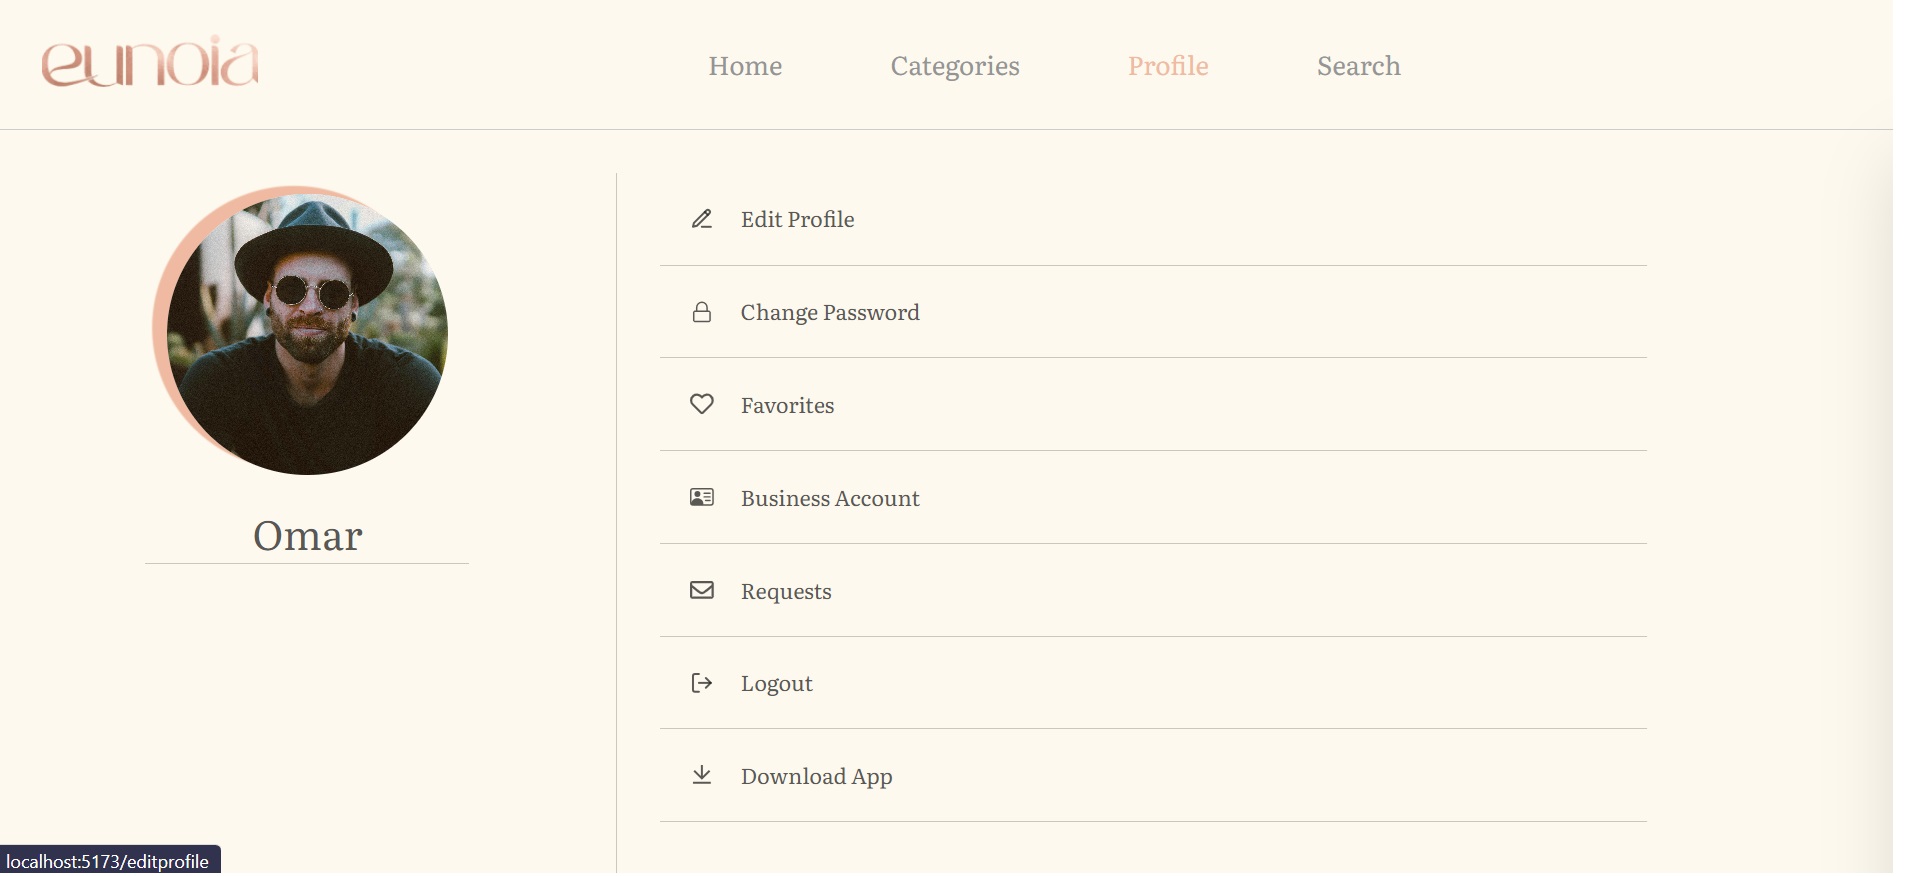 eunoia
Home Categories Profile Search
Omar
Edit Profile
Change Password
Favorites
Business Account
Requests
Logout
Download App
localhost:5173/editprofile